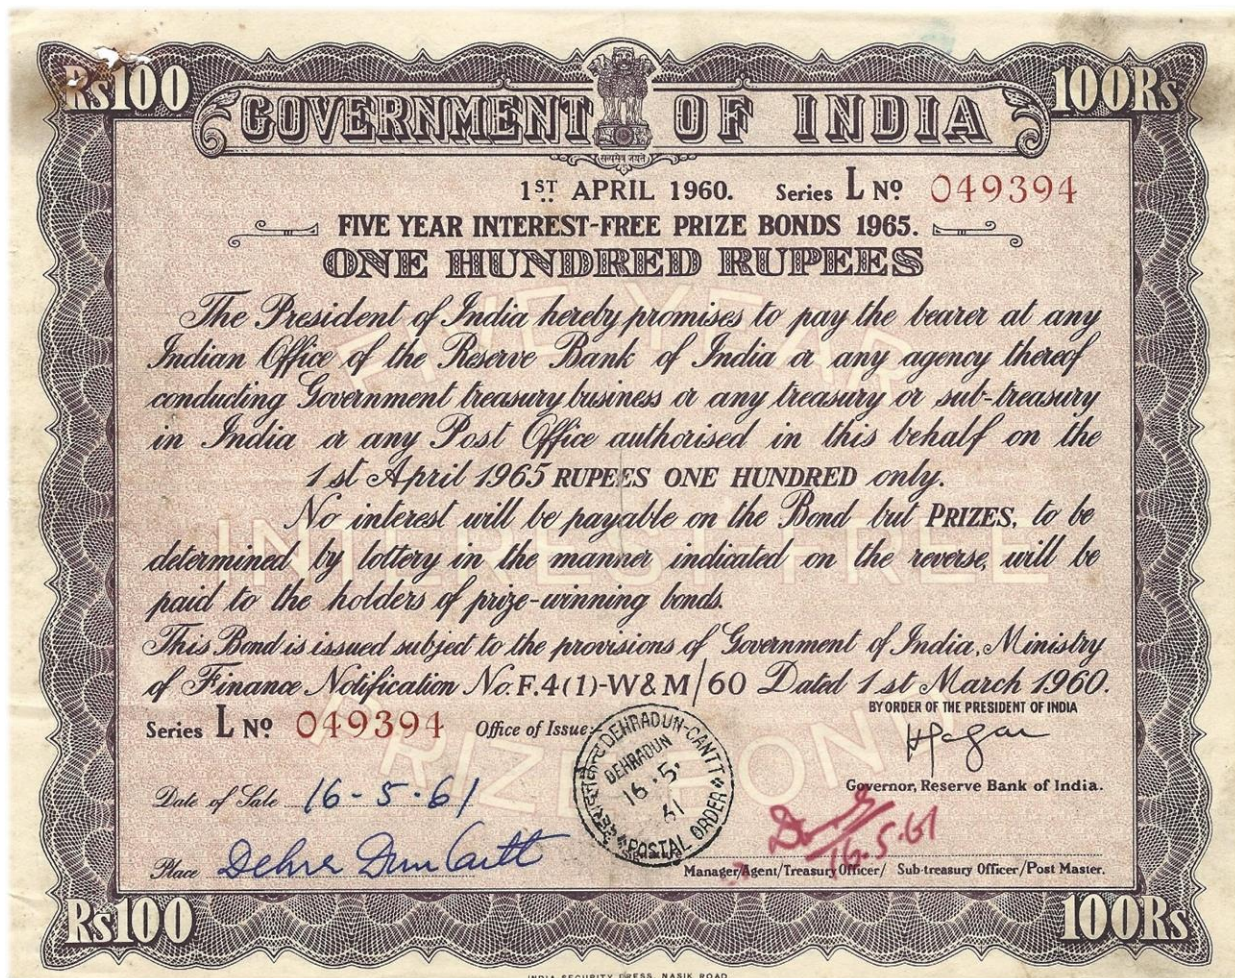 Rs100
100Rs
GOVERNMENT OF INDIA
सत्यमेव जयते
1ST APRIL 1960. Series L No 049394
FIVE YEAR INTEREST-FREE PRIZE BONDS 1965.
ONE HUNDRED RUPEES
The President of India hereby promises to pay the bearer at any
Indian Office of the Reserve Bank of India or any agency thereof
conducting Government treasury business or any treasury or sub-treasury
in India or any Post Office authorised in this behalf on the
1st April 1965 RUPEES ONE HUNDRED only.
No interest will be payable on the Bond but PRIZES, to be
determined by lottery in the manner indicated on the reverse, will be
paid to the holders of prize-winning bonds.
This Bond is issued subject to the provisions of Government of India, Ministry
of Finance Notification No. F.4(1)-W&M/60 Dated 1st March 1960.
FIVE YEAR
INTEREST FREE
PRIZE BOND
BY ORDER OF THE PRESIDENT OF INDIA
Series L No 049394 Office of Issue:-
DEHRADUN-CANTT
DEHRADUN
16.5.
61
POSTAL ORDER
Governor, Reserve Bank of India.
Date of Sale 16-5-61
16.5.61
Place Dehra Dun Cantt
Manager/Agent/Treasury Officer/ Sub-treasury Officer/Post Master.
Rs100
100Rs
INDIA SECURITY PRESS, NASIK ROAD